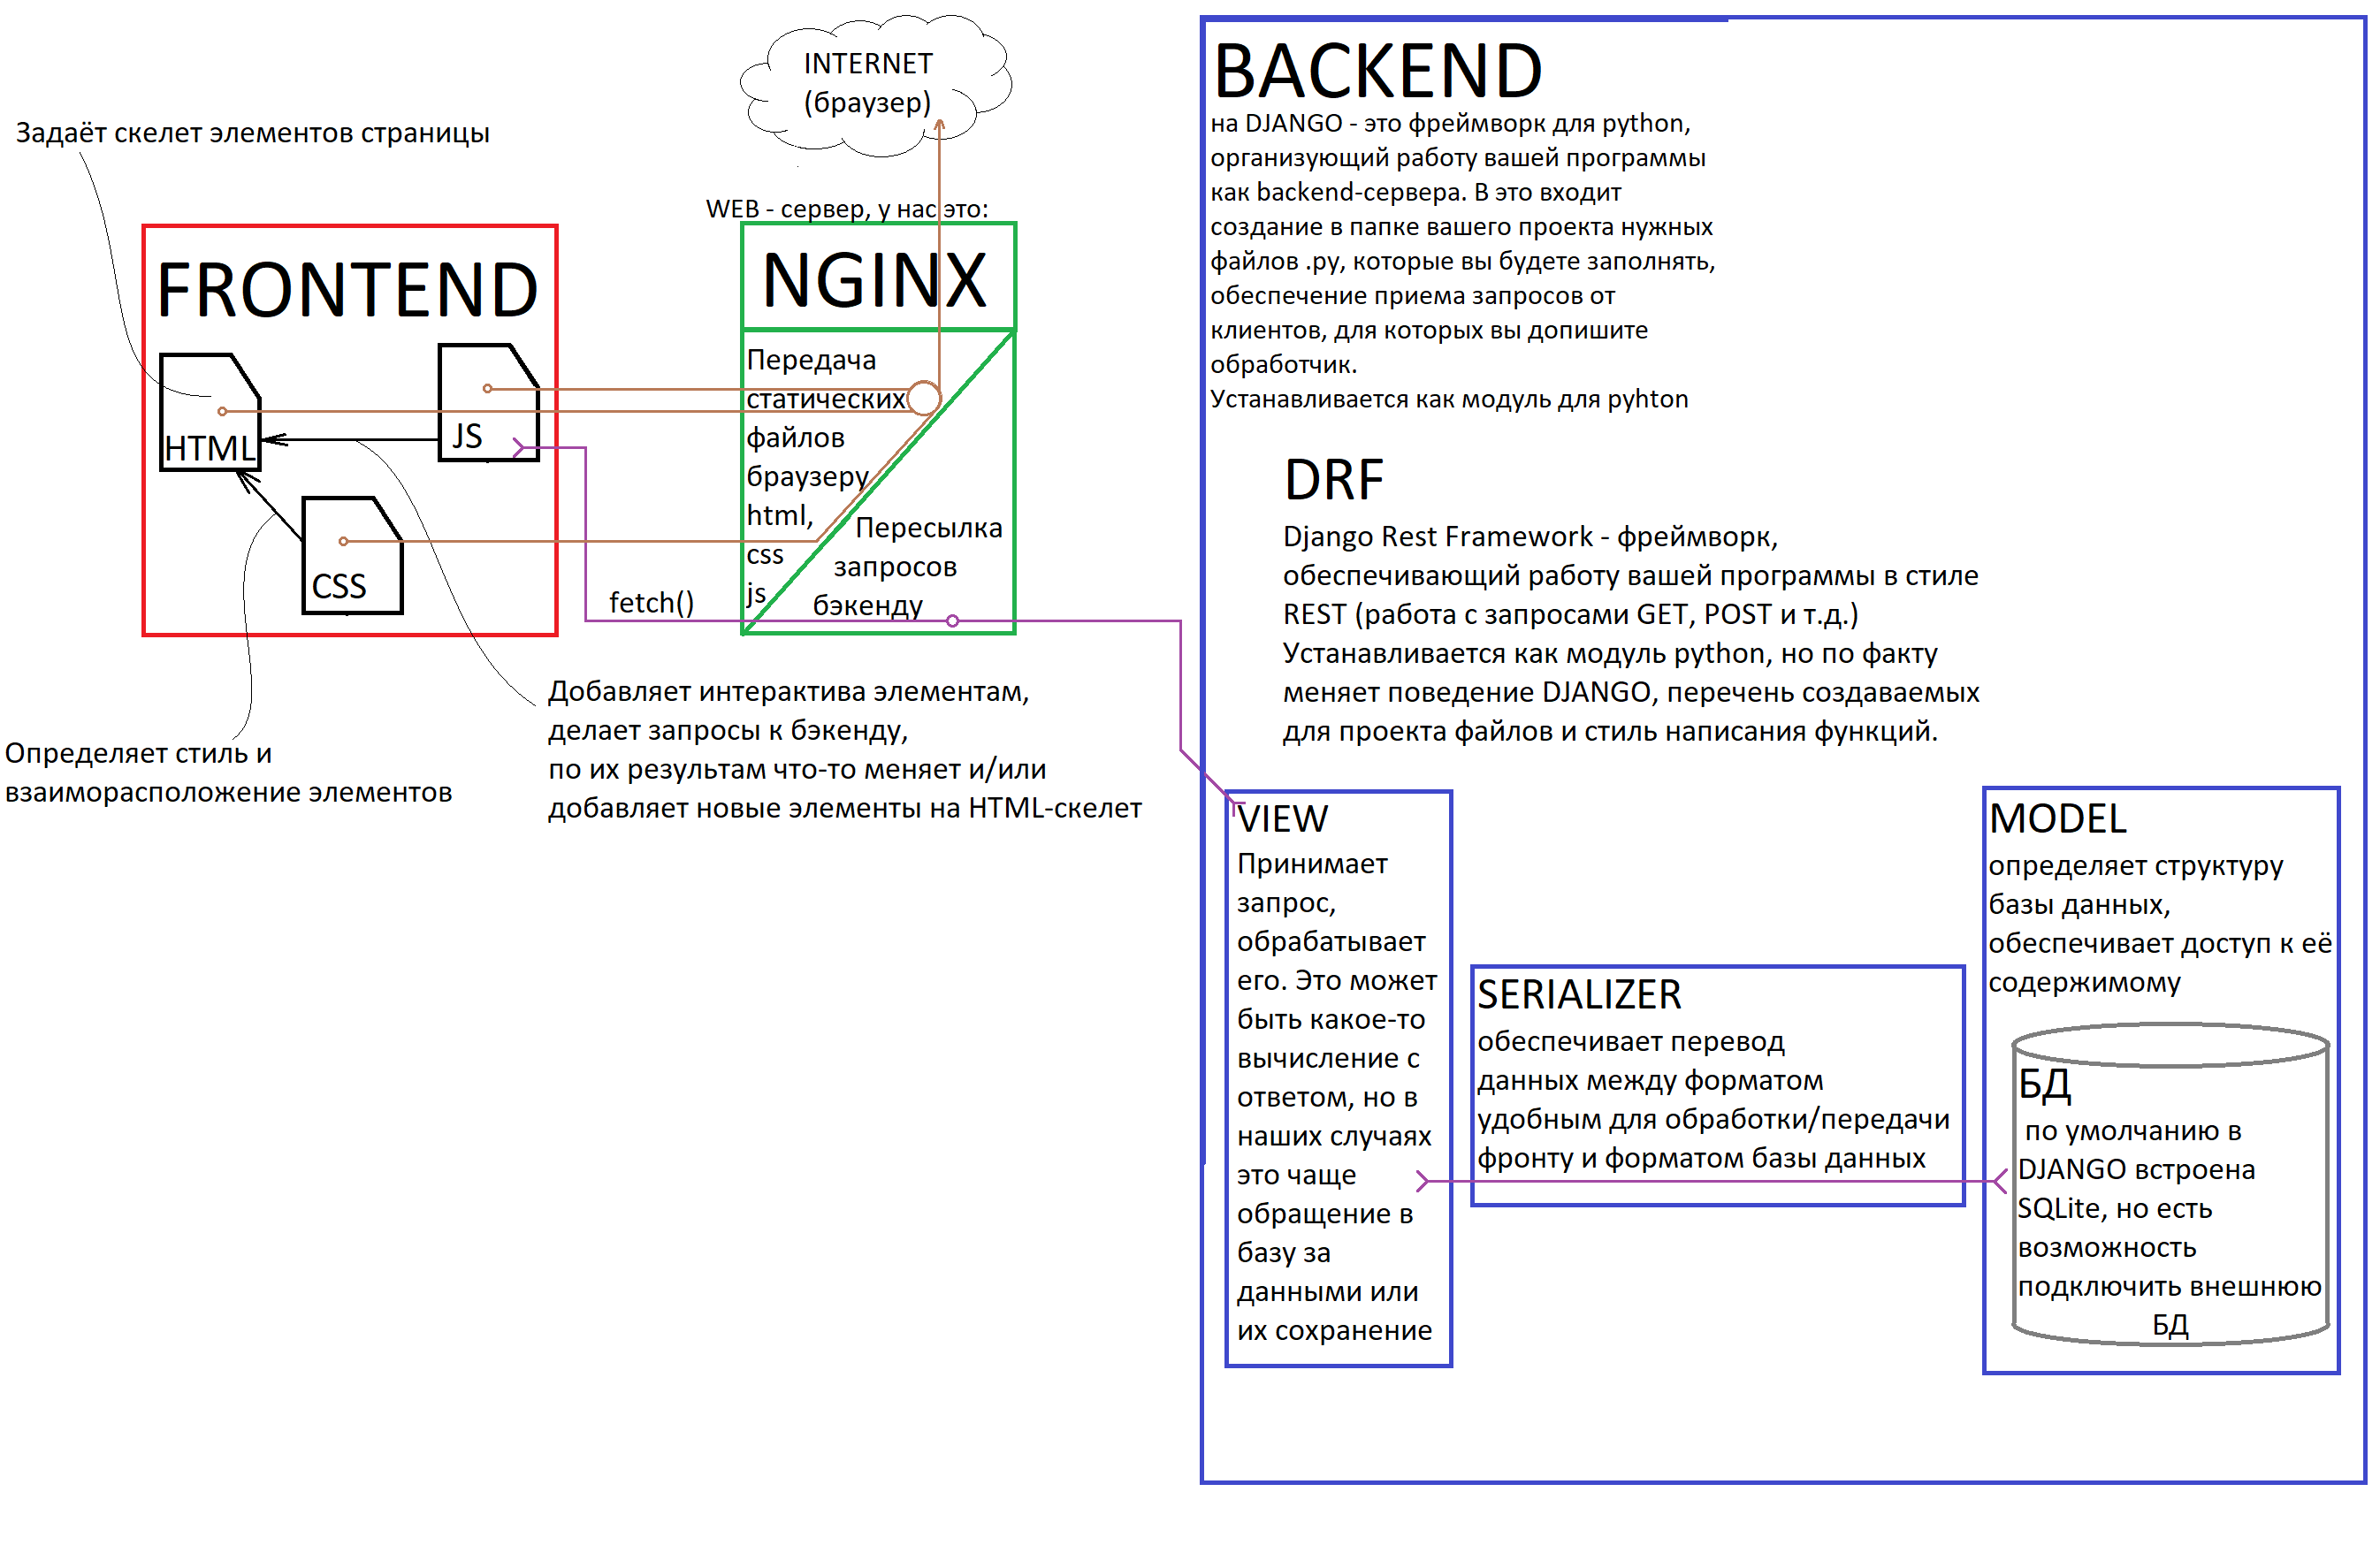 INTERNET
(браузер)
Задаёт скелет элементов страницы
WEB - сервер, у нас это:
FRONTEND
HTML
JS
CSS
NGINX
Передача
статических
файлов
браузеру
html,
css
js
Пересылка
запросов
бэкенду
fetch()
Определяет стиль и
взаиморасположение элементов
Добавляет интерактива элементам,
делает запросы к бэкенду,
по их результам что-то меняет и/или
добавляет новые элементы на HTML-скелет
BACKEND
на DJANGO - это фреймворк для python,
организующий работу вашей программы
как backend-сервера. В это входит
создание в папке вашего проекта нужных
файлов .py, которые вы будете заполнять,
обеспечение приема запросов от
клиентов, для которых вы допишите
обработчик.
Устанавливается как модуль для pyhton
DRF
Django Rest Framework - фреймворк,
обеспечивающий работу вашей программы в стиле
REST (работа с запросами GET, POST и т.д.)
Устанавливается как модуль python, но по факту
меняет поведение DJANGO, перечень создаваемых
для проекта файлов и стиль написания функций.
VIEW
Принимает
запрос,
обрабатывает
его. Это может
быть какое-то
вычисление с
ответом, но в
наших случаях
это чаще
обращение в
базу за
данными или
их сохранение
SERIALIZER
обеспечивает перевод
данных между форматом
удобным для обработки/передачи
фронту и форматом базы данных
MODEL
определяет структуру
базы данных,
обеспечивает доступ к её
содержимому
БД
по умолчанию в
DJANGO встроена
SQLite, но есть
возможность
подключить внешнюю
БД